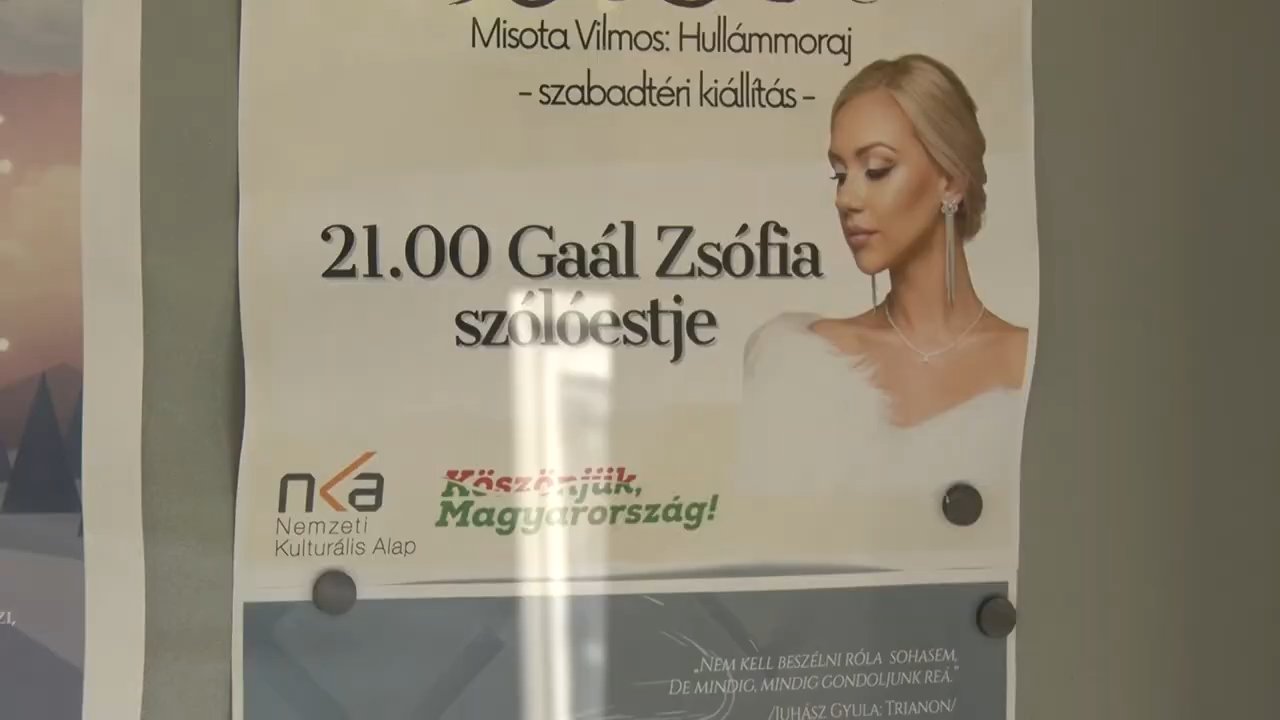 Misota Vilmos: Hullámmoraj
- szabadtéri kiállítás -
21.00 Gaál Zsófia
szólóestje
nka
Nemzeti
Kulturális Alap
Köszönjük,
Magyarország!
ZI,
„NEM KELL BESZÉLNI RÓLA SOHASEM,
DE MINDIG, MINDIG GONDOLJUNK REÁ."
/JUHÁSZ GYULA: TRIANON/